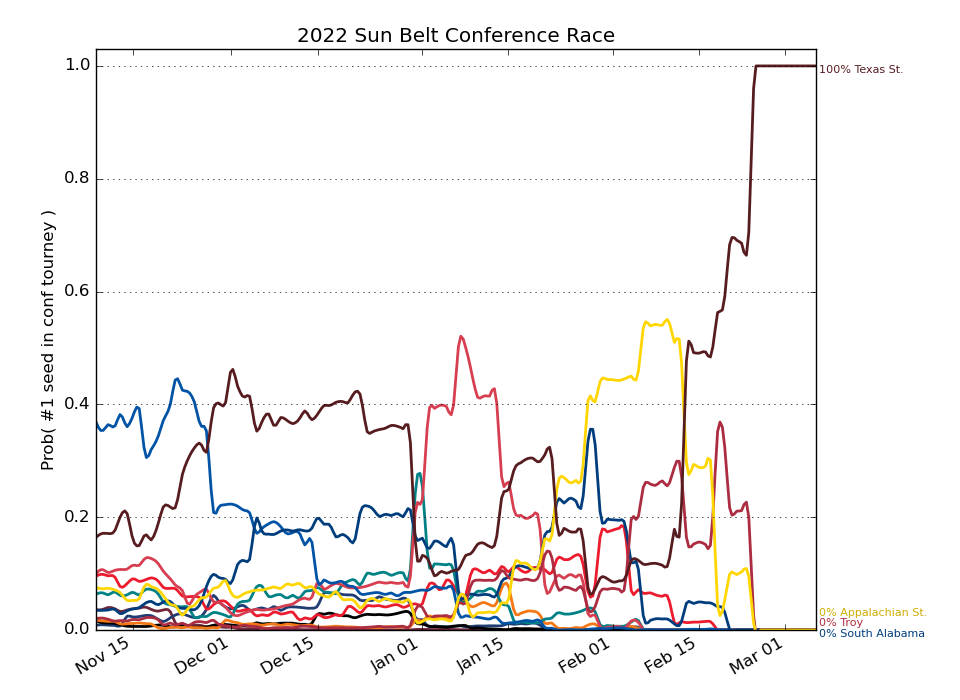 2022 Sun Belt Conference Race
Prob( #1 seed in conf tourney )
1.0
0.8
0.6
0.4
0.2
0.0
Nov 15
Dec 01
Dec 15
Jan 01
Jan 15
Feb 01
Feb 15
Mar 01
100% Texas St.
0% Appalachian St.
0% Troy
0% South Alabama